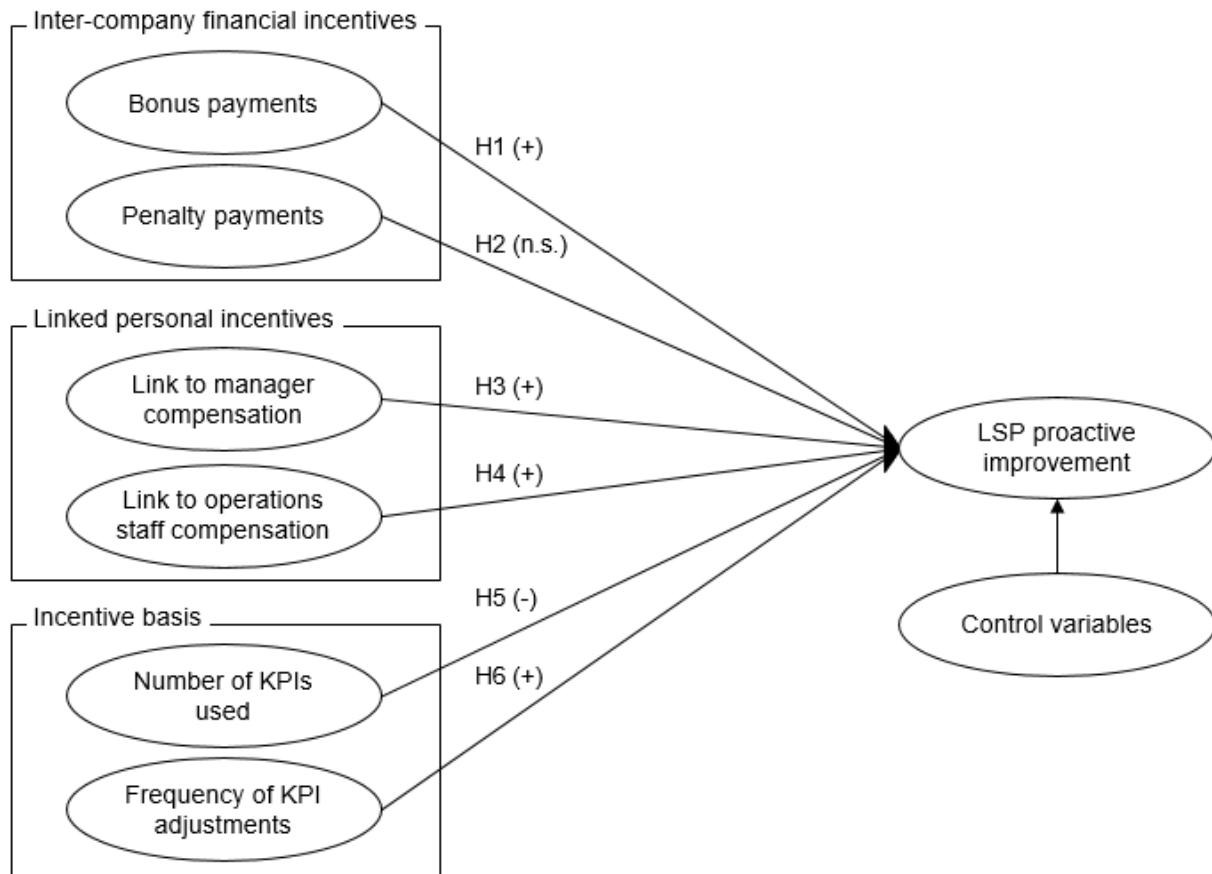 Inter-company financial incentives
Bonus payments
Penalty payments
H1 (+)
H2 (n.s.)
Linked personal incentives
Link to manager
compensation
Link to operations
staff compensation
H3 (+)
H4 (+)
Incentive basis
Number of KPIs
used
Frequency of KPI
adjustments
H5 (-)
H6 (+)
LSP proactive
improvement
Control variables